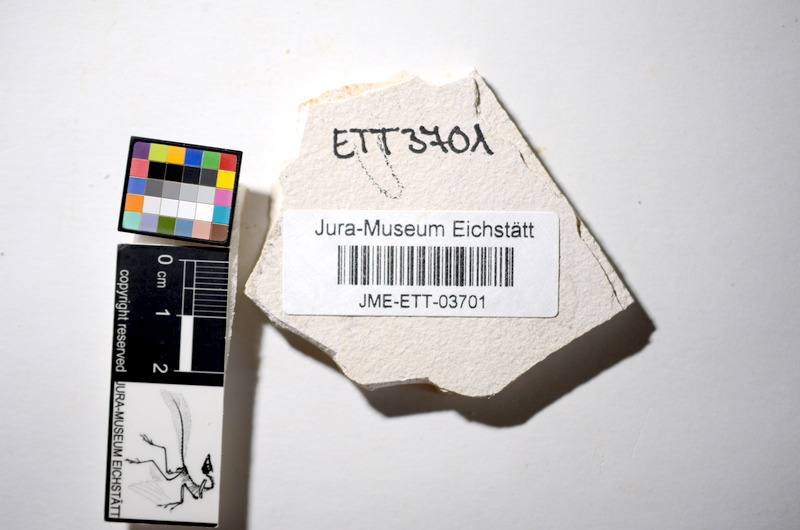 ETT3701
Jura-Museum Eichstätt
JME-ETT-03701
0
cm
1
2
copyright reserved
JURA-MUSEUM EICHSTÄTT